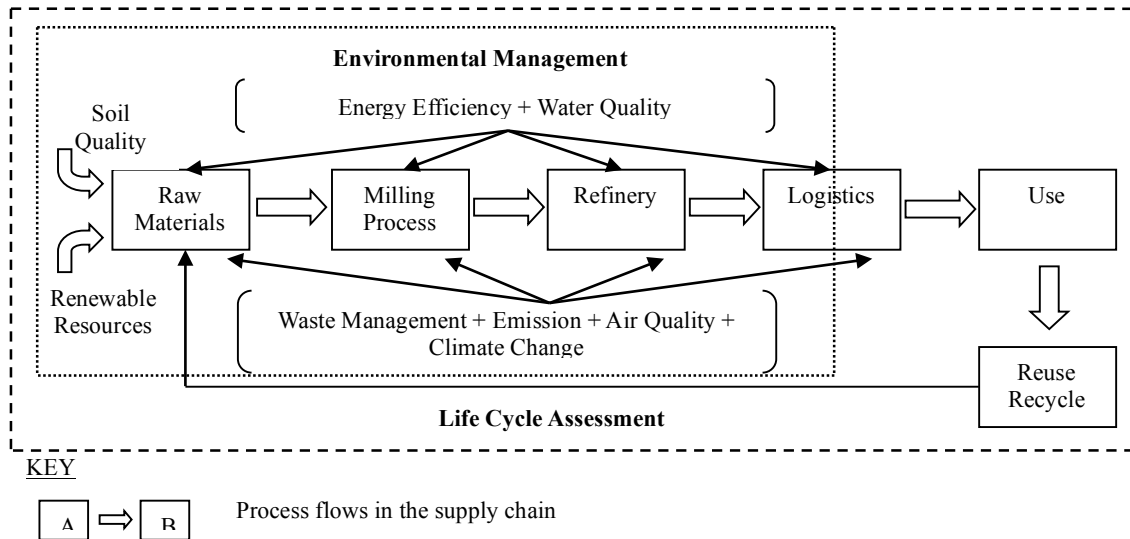 Environmental Management
Energy Efficiency + Water Quality
Soil
Quality
Raw
Materials
Milling
Process
Refinery
Logistics
Use
Renewable
Resources
Waste Management + Emission + Air Quality +
Climate Change
Reuse
Recycle
Life Cycle Assessment
KEY
A
B
Process flows in the supply chain